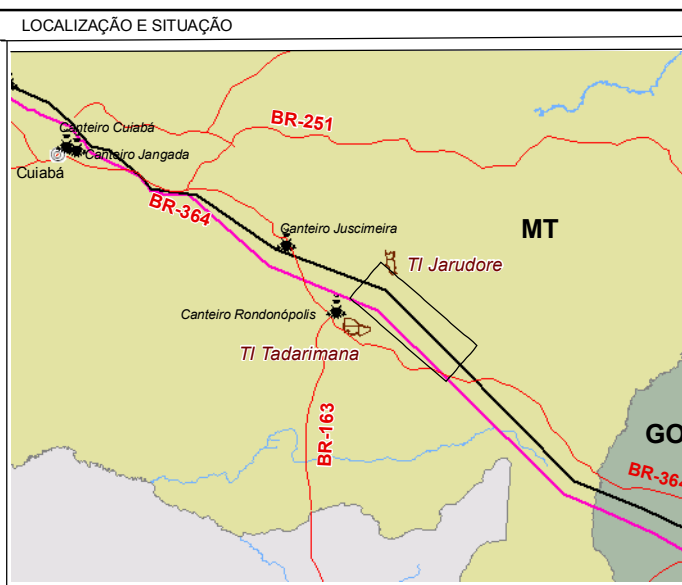 LOCALIZAÇÃO E SITUAÇÃO
Canteiro Cuiabá
BR-251
Canteiro Jangada
Cuiabá
BR-364
Canteiro Juscimeira
MT
TI Jarudore
Canteiro Rondonópolis
TI Tadarimana
BR-163
GO
BR-364